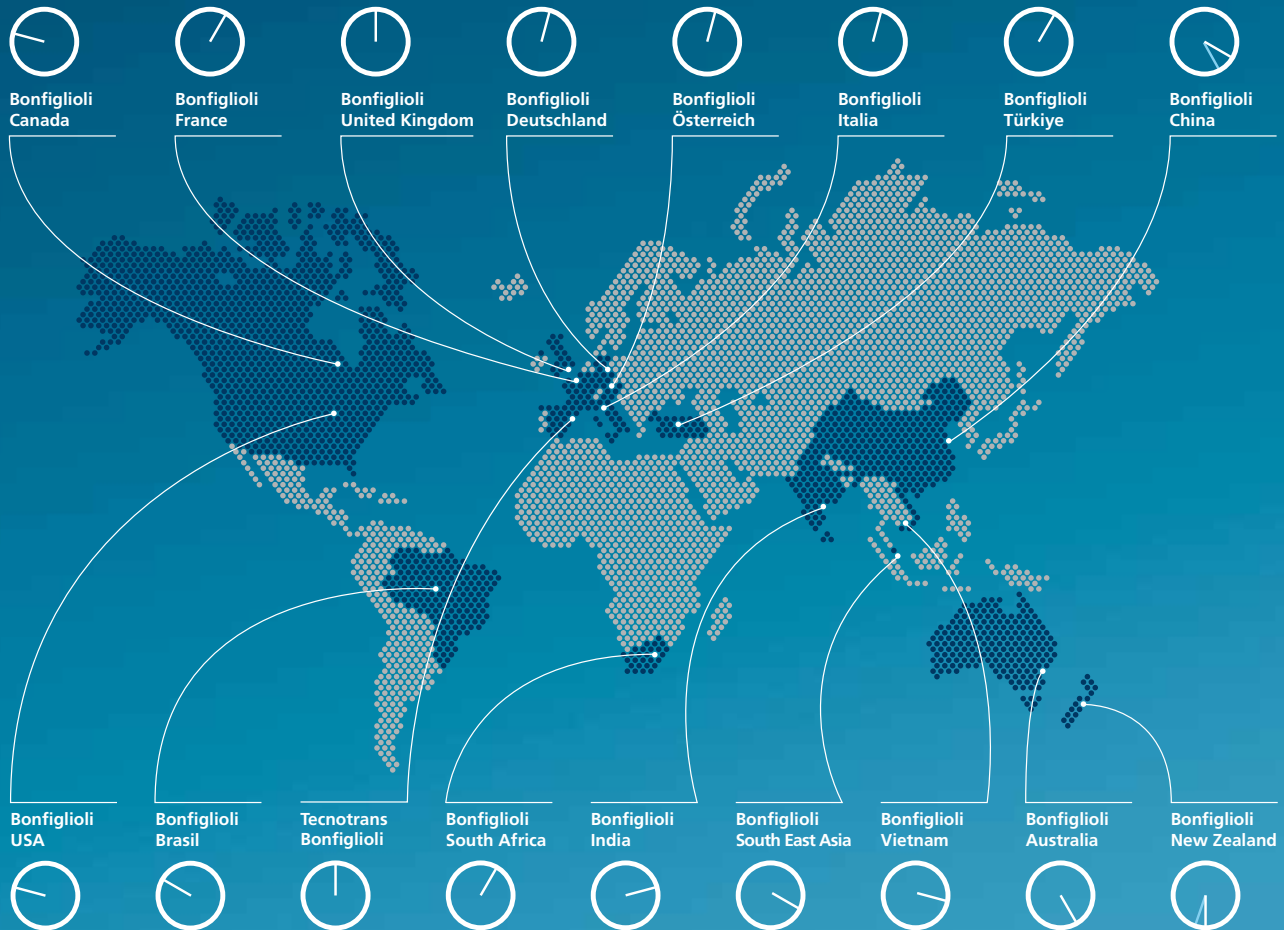 Bonfiglioli
Canada
Bonfiglioli
France
Bonfiglioli
United Kingdom
Bonfiglioli
Deutschland
Bonfiglioli
Österreich
Bonfiglioli
Italia
Bonfiglioli
Türkiye
Bonfiglioli
China
Bonfiglioli
USA
Bonfiglioli
Brasil
Tecnotrans
Bonfiglioli
Bonfiglioli
South Africa
Bonfiglioli
India
Bonfiglioli
South East Asia
Bonfiglioli
Vietnam
Bonfiglioli
Australia
Bonfiglioli
New Zealand